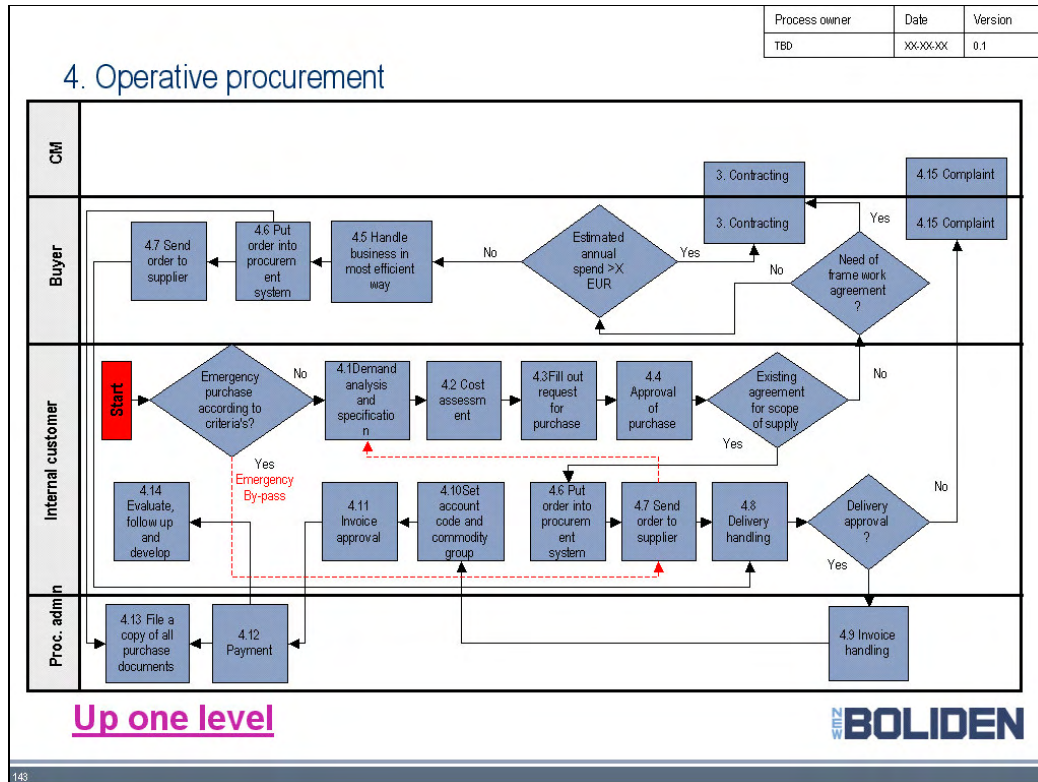 Process owner
Date
Version
TBD
XX-XX-XX
0.1
4. Operative procurement
CM
3. Contracting
4.15 Complaint
Buyer
4.7 Send
order to
supplier
4.6 Put
order into
procurem
ent
system
4.5 Handle
business in
most efficient
way
No
Estimated
annual
spend >X
EUR
Yes
3. Contracting
No
Need of
frame work
agreement
?
Yes
4.15 Complaint
Internal customer
Start
Emergency
purchase
according to
criteria's?
No
4.1Demand
analysis and
specificatio
n
4.2 Cost
assessm
ent
4.3Fill out
request for
purchase
4.4
Approval
of
purchase
Existing
agreement
for scope
of supply
No
Yes
Yes
Emergency
By-pass
4.14
Evaluate,
follow up
and
develop
4.11
Invoice
approval
4.10Set
account
code and
commodity
group
4.6 Put
order into
procurem
ent
system
4.7 Send
order to
supplier
4.8
Delivery
handling
Delivery
approval
?
No
Yes
Proc. admin
4.13 File a
copy of all
purchase
documents
4.12
Payment
4.9 Invoice
handling
Up one level
NEW BOLIDEN
143